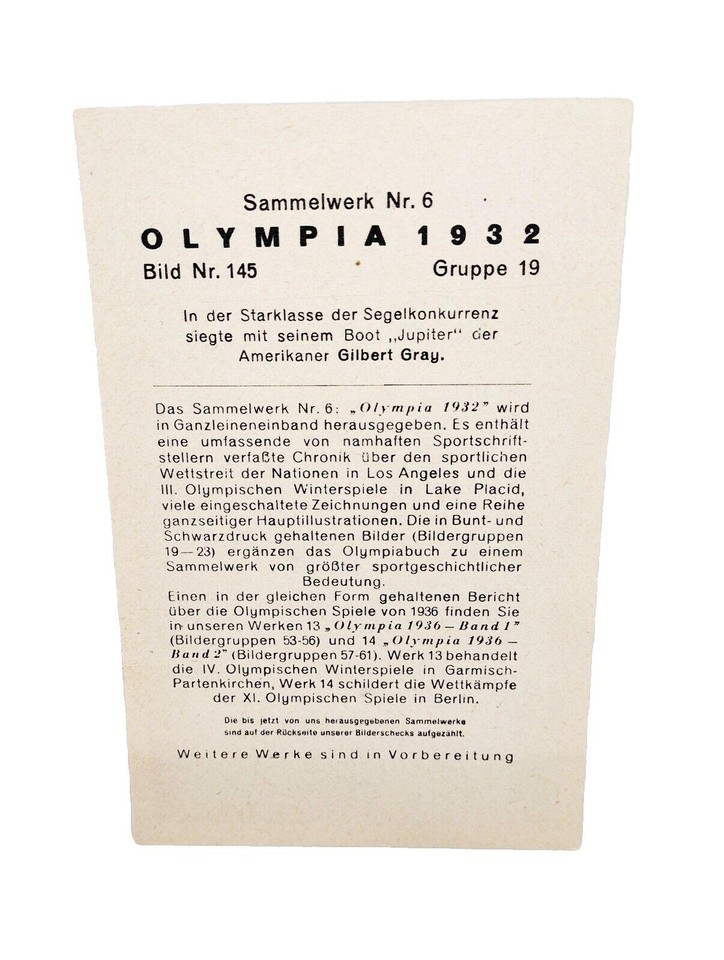 Sammelwerk Nr. 6
OLYMPIA 1932
Bild Nr. 145 Gruppe 19
In der Starklasse der Segelkonkurrenz
siegte mit seinem Boot „Jupiter“ der
Amerikaner Gilbert Gray.
Das Sammelwerk Nr. 6: „Olympia 1932” wird
in Ganzleineneinband herausgegeben. Es enthält
eine umfassende von namhaften Sportschrift-
stellern verfaßte Chronik über den sportlichen
Wettstreit der Nationen in Los Angeles und die
III. Olympischen Winterspiele in Lake Placid,
viele eingeschaltete Zeichnungen und eine Reihe
ganzseitiger Hauptillustrationen. Die in Bunt- und
Schwarzdruck gehaltenen Bilder (Bildergruppen
19—23) ergänzen das Olympiabuch zu einem
Sammelwerk von größter sportgeschichtlicher
Bedeutung.
Einen in der gleichen Form gehaltenen Bericht
über die Olympischen Spiele von 1936 finden Sie
in unseren Werken 13 „Olympia 1936 — Band 1”
(Bildergruppen 53-56) und 14 „Olympia 1936 —
Band 2” (Bildergruppen 57-61). Werk 13 behandelt
die IV. Olympischen Winterspiele in Garmisch-
Partenkirchen, Werk 14 schildert die Wettkämpfe
der XI. Olympischen Spiele in Berlin.
Die bis jetzt von uns herausgegebenen Sammelwerke
sind auf der Rückseite unserer Bilderschecks aufgezählt.
Weitere Werke sind in Vorbereitung